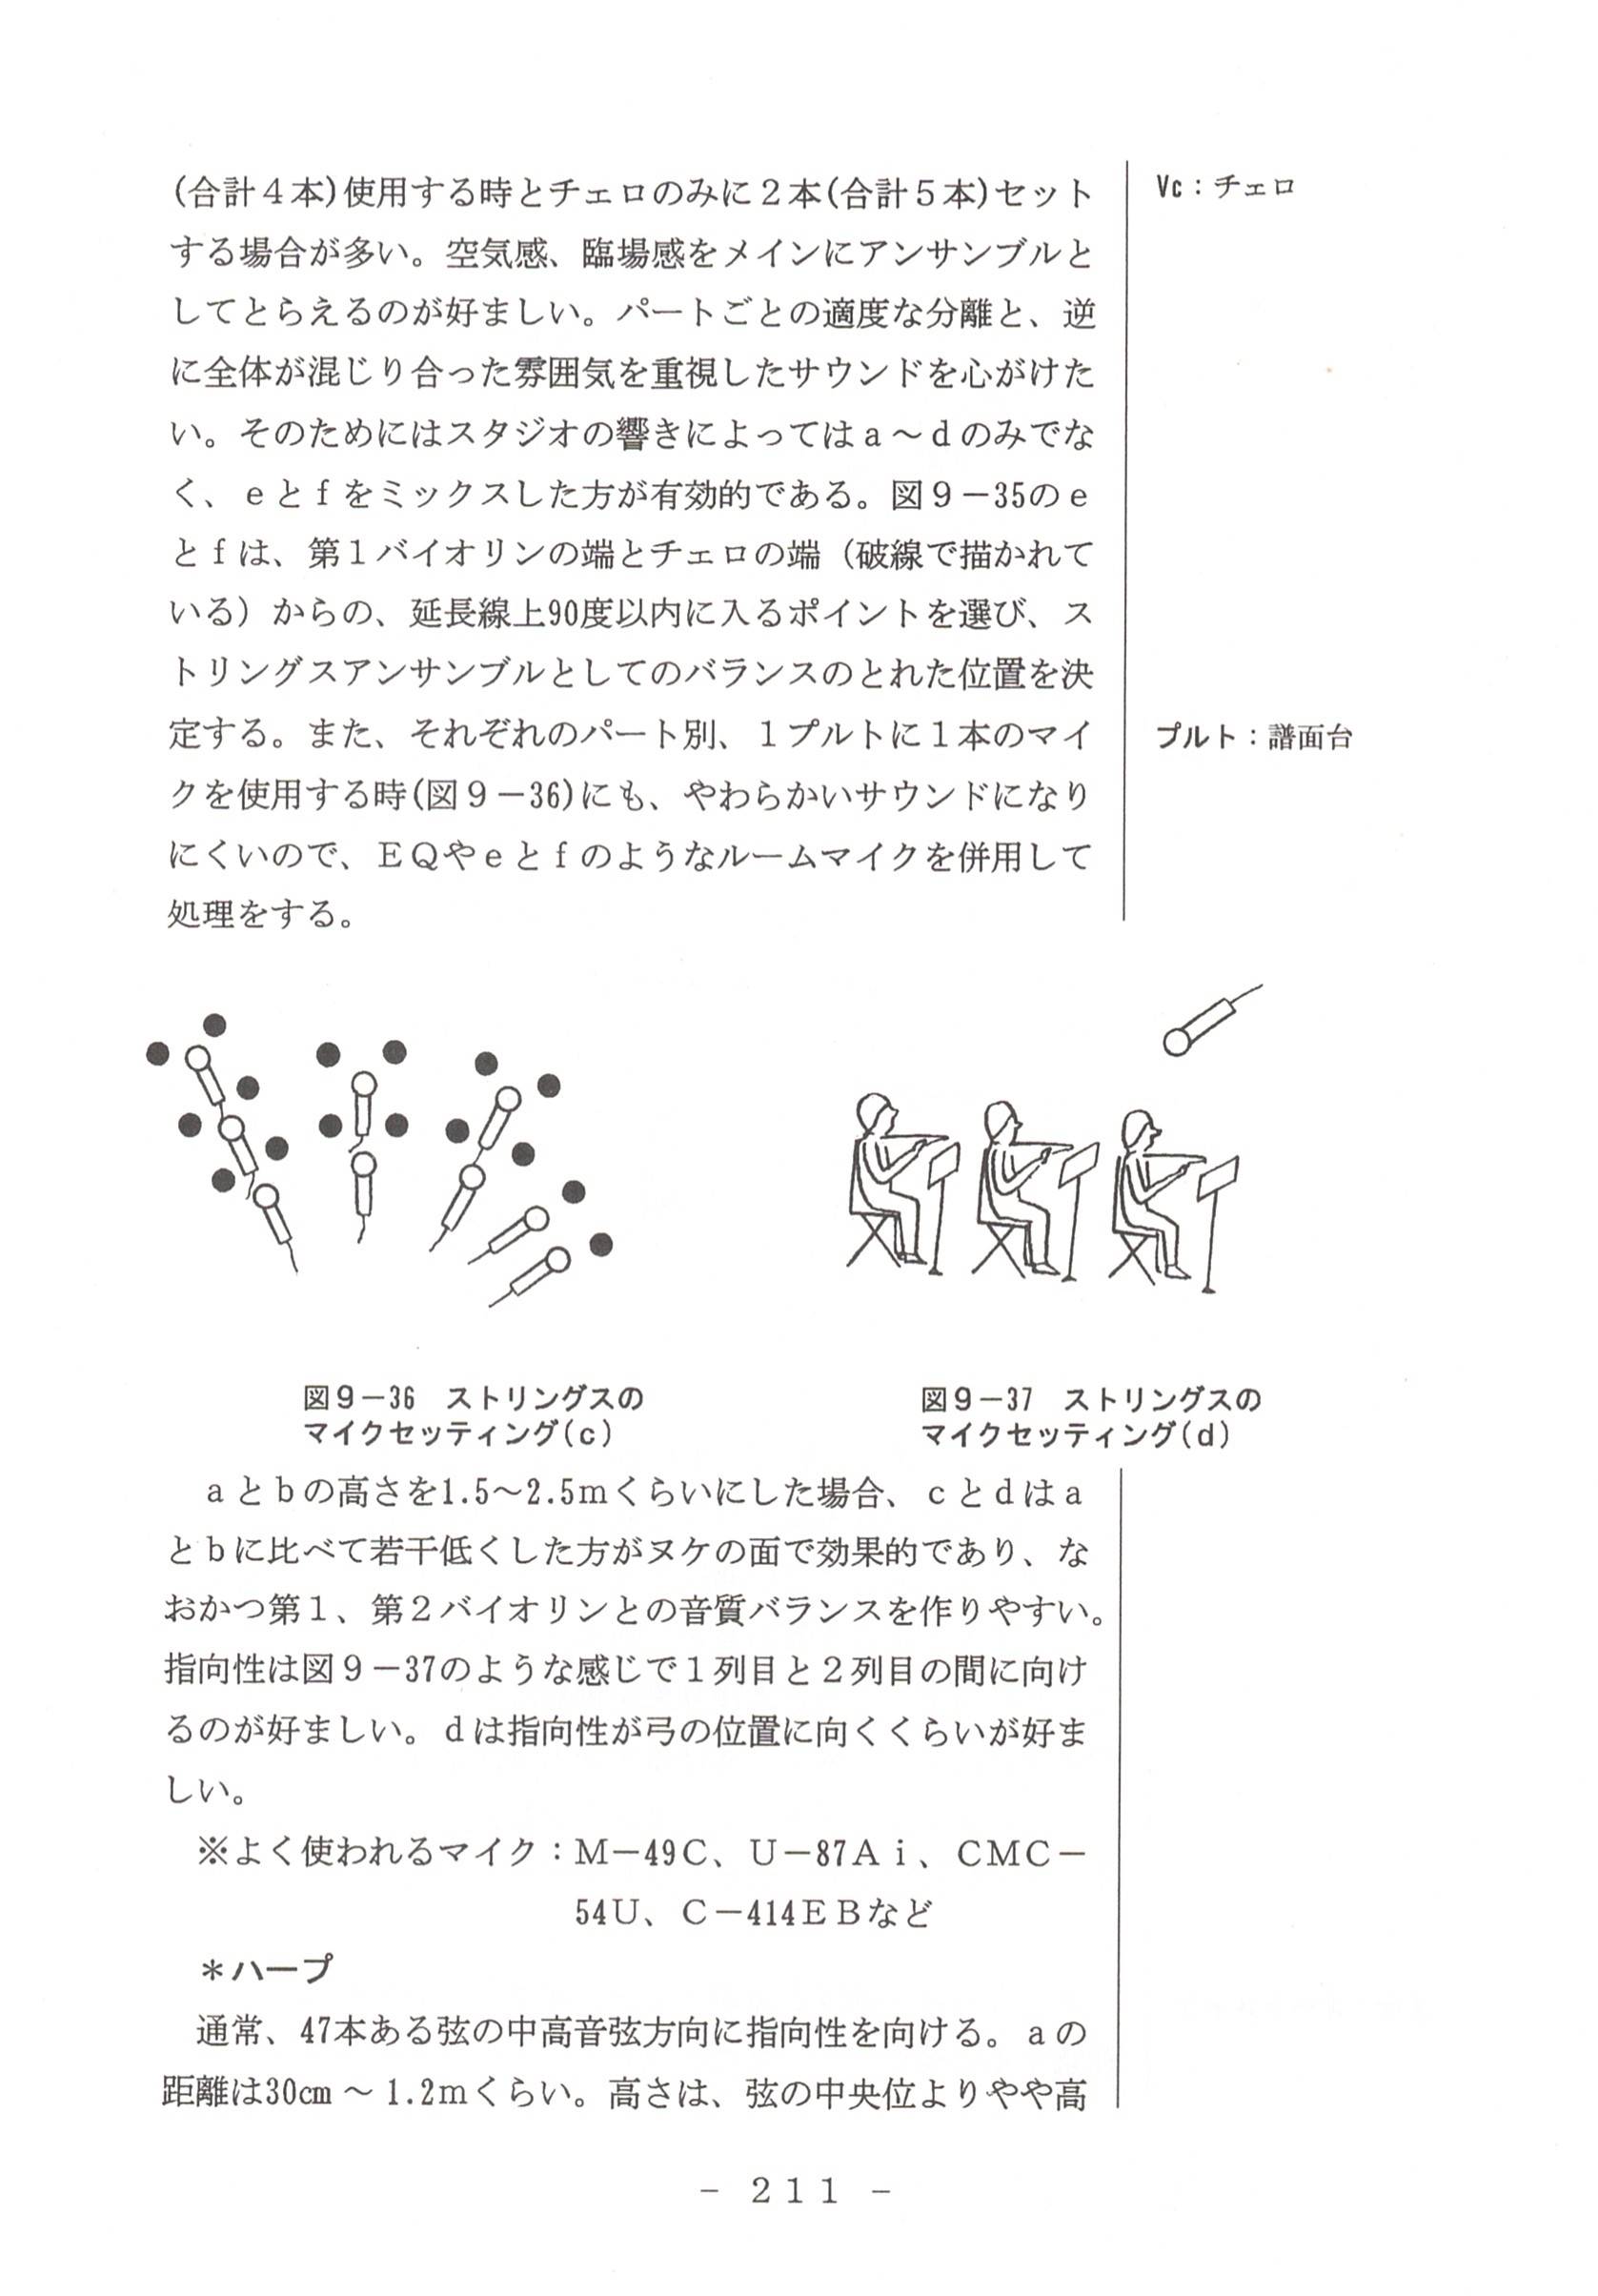 (合計4本)使用する時とチェロのみに2本(合計5本)セット
する場合が多い。空気感、臨場感をメインにアンサンブルと
してとらえるのが好ましい。パートごとの適度な分離と、逆
に全体が混じり合った雰囲気を重視したサウンドを心がけた
い。そのためにはスタジオの響きによってはa～dのみでな
く、eとfをミックスした方が有効的である。図9－35のe
とfは、第1バイオリンの端とチェロの端（破線で描かれて
いる）からの、延長線上90度以内に入るポイントを選び、ス
トリングスアンサンブルとしてのバランスのとれた位置を決
定する。また、それぞれのパート別、1プルトに1本のマイ
クを使用する時(図9－36)にも、やわらかいサウンドになり
にくいので、EQやeとfのようなルームマイクを併用して
処理をする。
Vc：チェロ
プルト：譜面台
図9－36　ストリングスの
マイクセッティング(c)
図9－37　ストリングスの
マイクセッティング(d)
aとbの高さを1.5～2.5mくらいにした場合、cとdはa
とbに比べて若干低くした方がヌケの面で効果的であり、な
おかつ第1、第2バイオリンとの音質バランスを作りやすい。
指向性は図9－37のような感じで1列目と2列目の間に向け
るのが好ましい。dは指向性が弓の位置に向くくらいが好ま
しい。
※よく使われるマイク：M－49C、U－87Ai、CMC－
54U、C－414EBなど
＊ハープ
通常、47本ある弦の中高音弦方向に指向性を向ける。aの
距離は30cm～1.2mくらい。高さは、弦の中央位よりやや高
－ 211 －